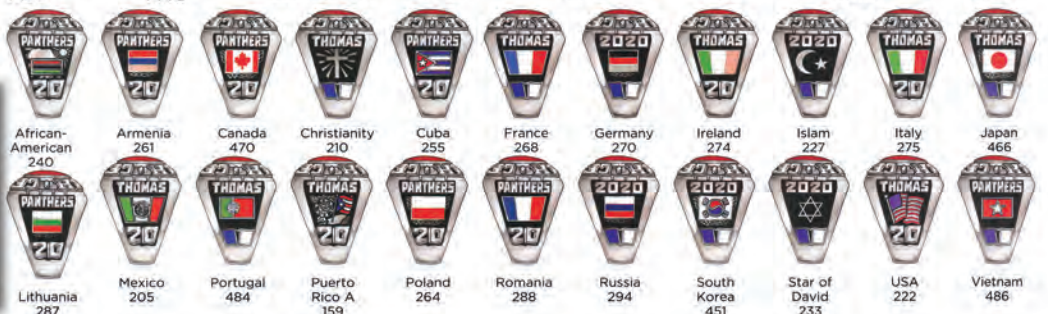 PANTHERS PANTHERS PANTHERS THOMAS PANTHERS THOMAS 2020 THOMAS 2020 THOMAS THOMAS
20 20 20 20 20 20
African- Armenia Canada Christianity Cuba France Germany Ireland Islam Italy Japan
American 261 470 210 255 268 270 274 227 275 466
240
PANTHERS THOMAS PANTHERS THOMAS PANTHERS PANTHERS 2020 2020 2020 THOMAS PANTHERS
20 20 20 20 20
Mexico Portugal Puerto Poland Romania Russia South Star of USA Vietnam
Lithuania 205 484 Rico A 264 288 294 Korea David 222 486
287 159 451 233